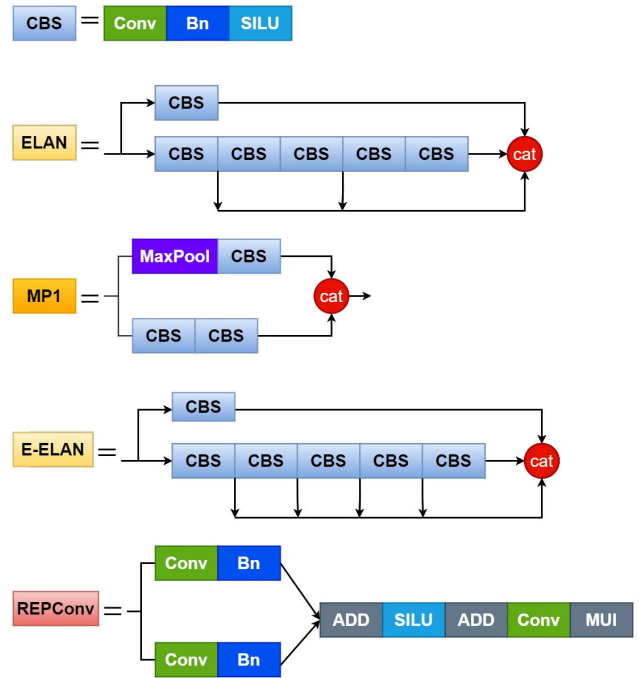 CBS = Conv Bn SILU
CBS
ELAN = CBS CBS CBS CBS CBS cat
MaxPool CBS
MP1 = cat
CBS CBS
CBS
E-ELAN = CBS CBS CBS CBS CBS cat
Conv Bn
REPConv = ADD SILU ADD Conv MUI
Conv Bn